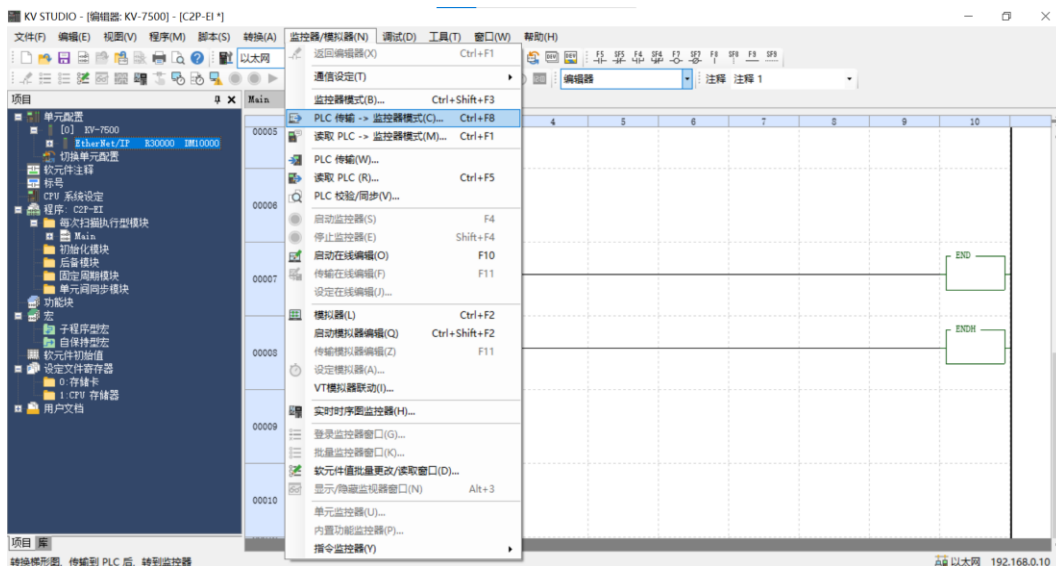 KV STUDIO - [编辑器: KV-7500] - [C2P-EI *]
文件(F) 编辑(E) 视图(V) 程序(M) 脚本(S) 转换(A) 监控器/模拟器(N) 调试(D) 工具(T) 窗口(W) 帮助(H)
以太网
F5 SF5 F4 SF4 F7 SF7 F8 SF8 F9 SF9
编辑器 注释 注释 1
项目
Main
单元配置
[0] KV-7500
EtherNet/IP R30000 DM10000
切换单元配置
软元件注释
标号
CPU 系统设定
程序: C2P-EI
每次扫描执行型模块
Main
初始化模块
后备模块
固定周期模块
单元间同步模块
功能块
宏
子程序型宏
自保持型宏
软元件初始值
设定文件寄存器
0:存储卡
1:CPU 存储器
用户文档
项目 库
返回编辑器(X) Ctrl+F1
通信设定(T)
监控器模式(B)... Ctrl+Shift+F3
PLC 传输 -> 监控器模式(C)... Ctrl+F8
读取 PLC -> 监控器模式(M)... Ctrl+F1
PLC 传输(W)...
读取 PLC (R)... Ctrl+F5
PLC 校验/同步(V)...
启动监控器(S) F4
停止监控器(E) Shift+F4
启动在线编辑(O) F10
传输在线编辑(F) F11
设定在线编辑(J)...
模拟器(L) Ctrl+F2
启动模拟器编辑(Q) Ctrl+Shift+F2
传输模拟器编辑(Z) F11
设定模拟器(A)...
VT模拟器联动(I)...
实时时序图监控器(H)...
登录监控器窗口(G)...
批量监控器窗口(K)...
软元件值批量更改/读取窗口(D)...
显示/隐藏监视器窗口(N) Alt+3
单元监控器(U)...
内置功能监控器(P)...
指令监控器(Y)
4 5 6 7 8 9 10
00005
00006
00007
END
00008
ENDH
00009
00010
转换梯形图，传输到 PLC 后，转到监控器
以太网 192.168.0.10